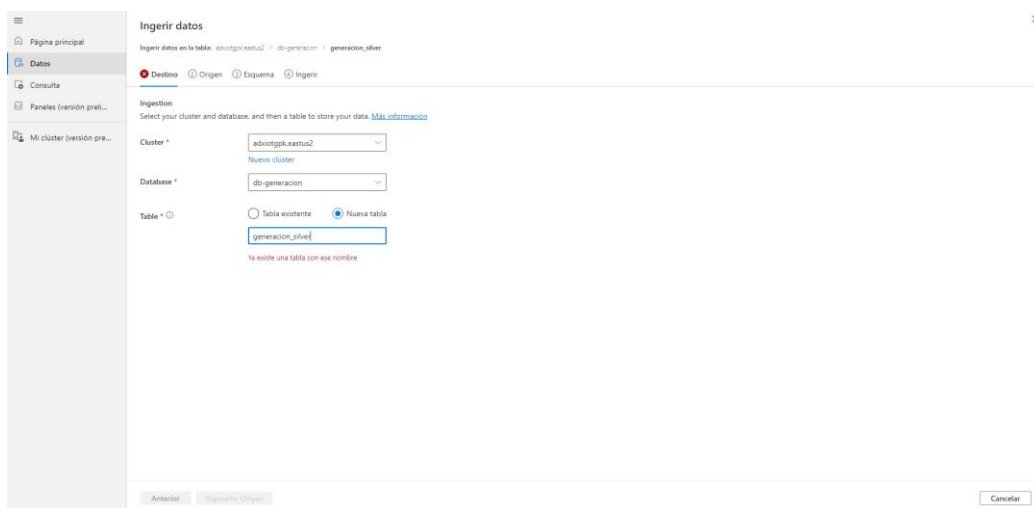 Ingerir datos
Página principal
Ingerir datos en la tabla: adxiotgpk.eastus2 > db-generacion > generacion_silver
Datos
Destino 2 Origen 3 Esquema 4 Ingerir
Consulta
Paneles (versión preli...
Mi clúster (versión pre...
Ingestion
Select your cluster and database, and then a table to store your data. Más información
Cluster * adxiotgpk.eastus2
Nuevo clúster
Database * db-generacion
Table * Tabla existente Nueva tabla
generacion_silver
Ya existe una tabla con ese nombre
Anterior Siguiente: Origen Cancelar